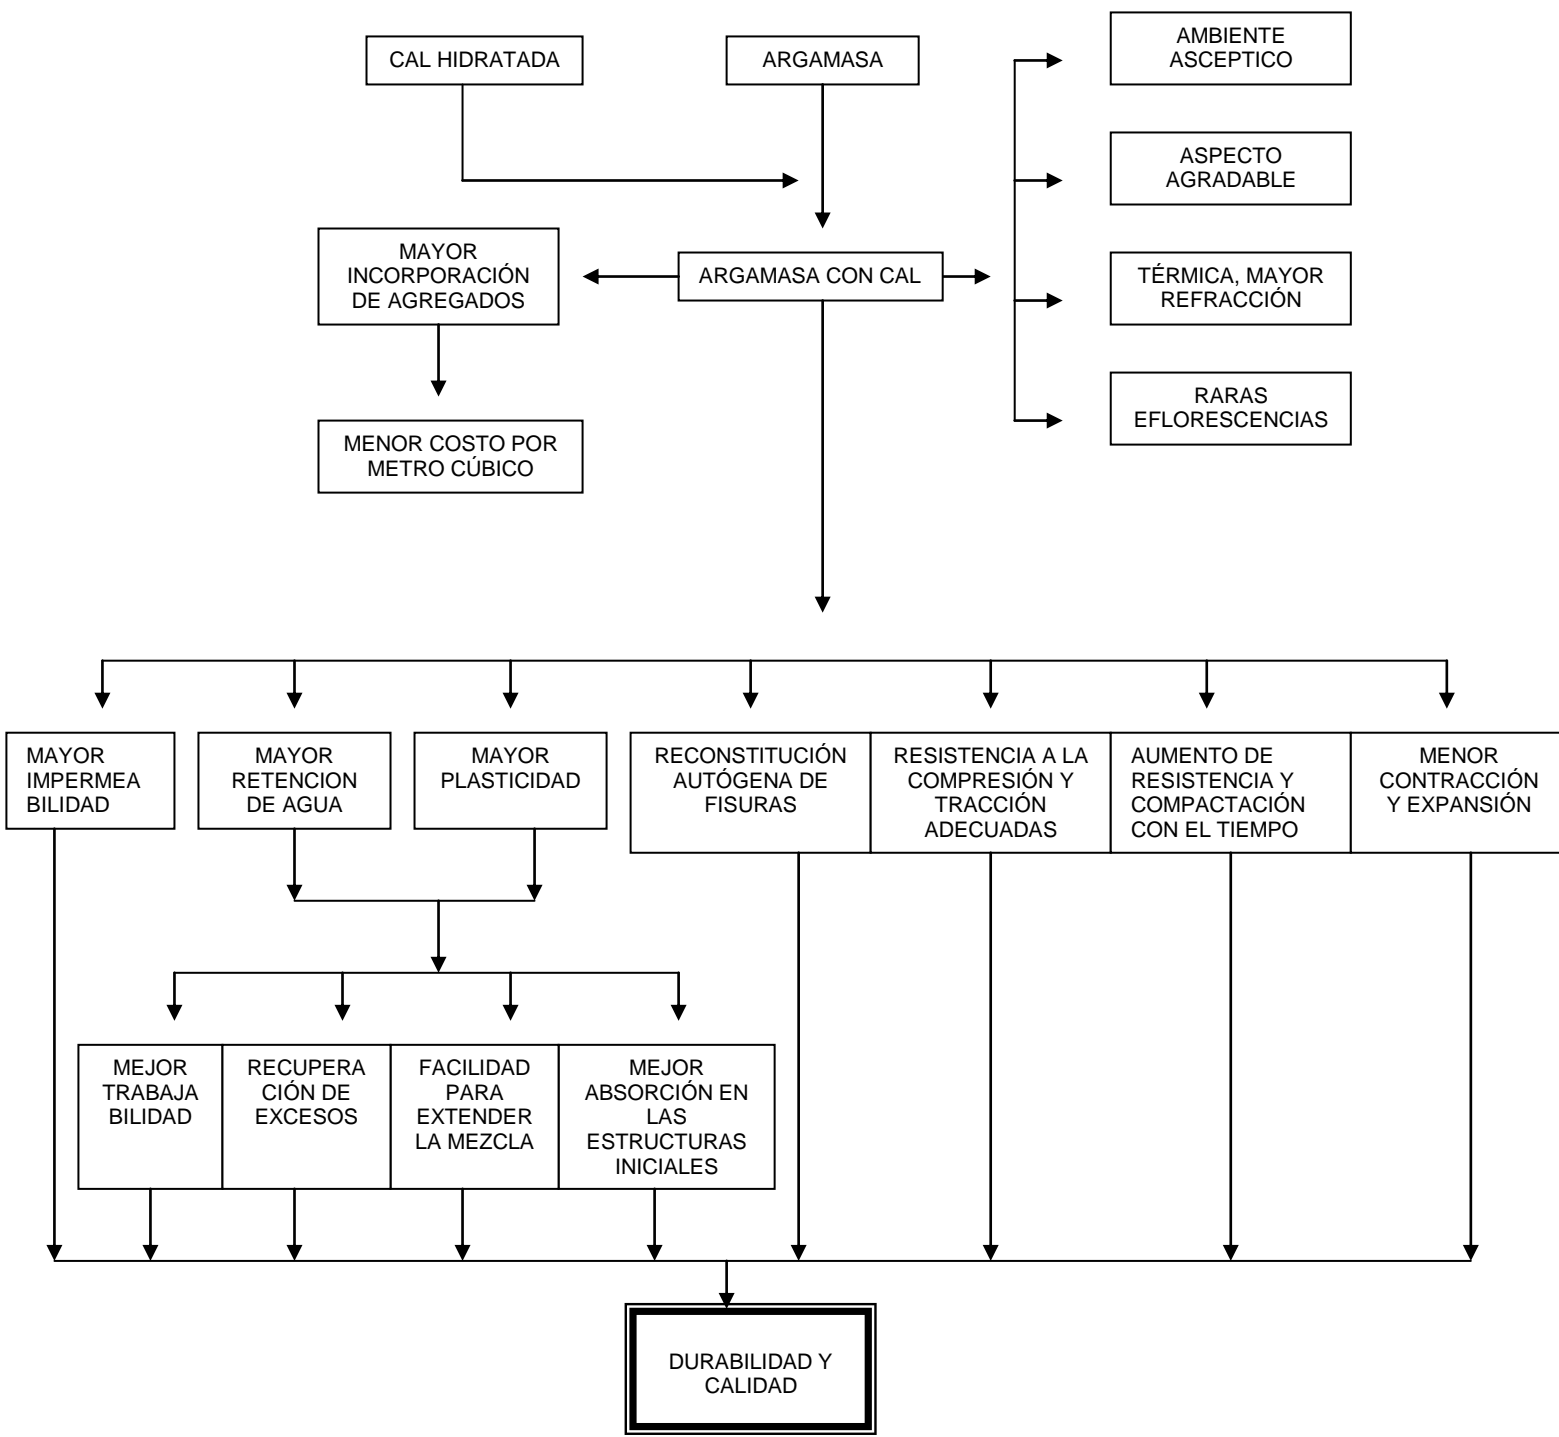 CAL HIDRATADA
ARGAMASA
AMBIENTE
ASCEPTICO
ASPECTO
AGRADABLE
MAYOR
INCORPORACIÓN
DE AGREGADOS
ARGAMASA CON CAL
TÉRMICA, MAYOR
REFRACCIÓN
RARAS
EFLORESCENCIAS
MENOR COSTO POR
METRO CÚBICO
MAYOR
IMPERMEA
BILIDAD
MAYOR
RETENCION
DE AGUA
MAYOR
PLASTICIDAD
RECONSTITUCIÓN
AUTÓGENA DE
FISURAS
RESISTENCIA A LA
COMPRESIÓN Y
TRACCIÓN
ADECUADAS
AUMENTO DE
RESISTENCIA Y
COMPACTACIÓN
CON EL TIEMPO
MENOR
CONTRACCIÓN
Y EXPANSIÓN
MEJOR
TRABAJA
BILIDAD
RECUPERA
CIÓN DE
EXCESOS
FACILIDAD
PARA
EXTENDER
LA MEZCLA
MEJOR
ABSORCIÓN EN
LAS
ESTRUCTURAS
INICIALES
DURABILIDAD Y
CALIDAD